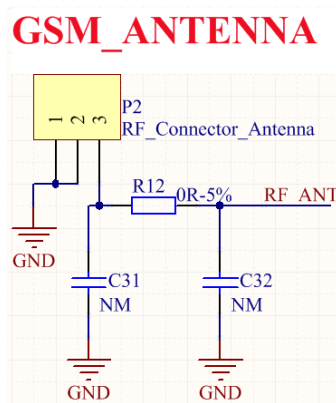 GSM_ANTENNA
P2
1 2 3
RF_Connector_Antenna
R12
0R-5%
RF_ANT
GND
C31
NM
C32
NM
GND
GND